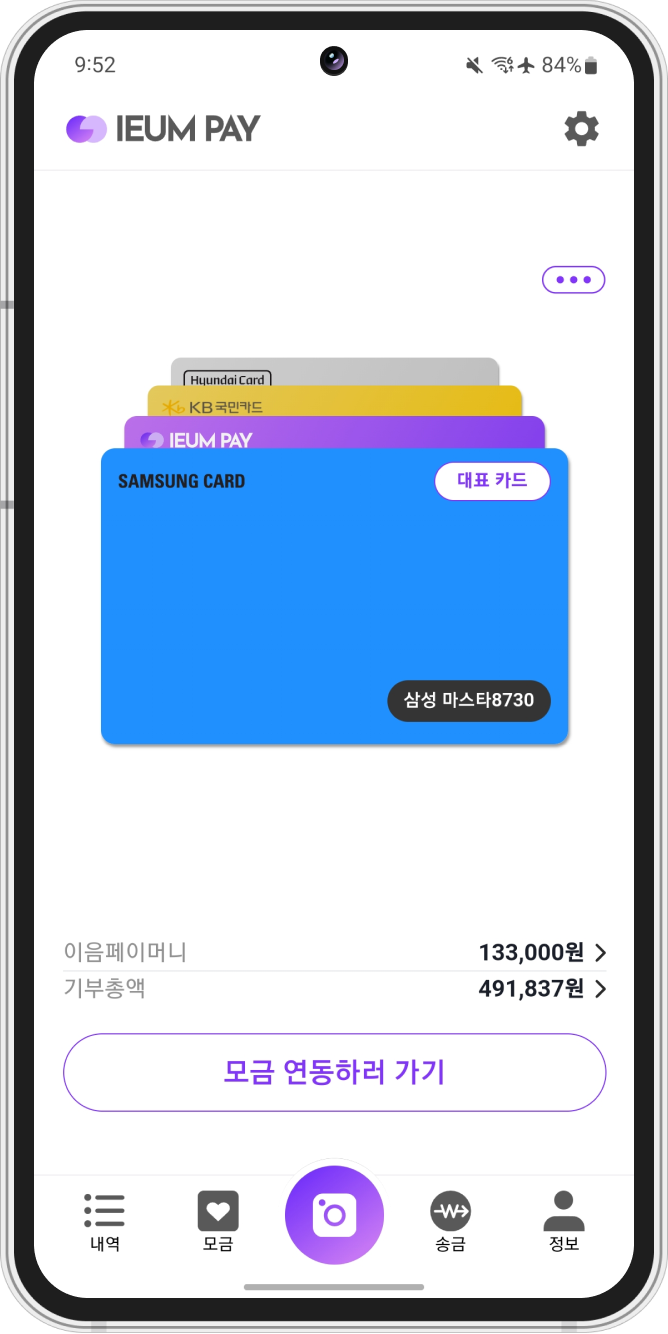 9:52
84%
IEUM PAY
Hyundai Card
KB국민카드
IEUM PAY
SAMSUNG CARD
대표 카드
삼성 마스타8730
이음페이머니 133,000원
기부총액 491,837원
모금 연동하러 가기
내역 모금 송금 정보